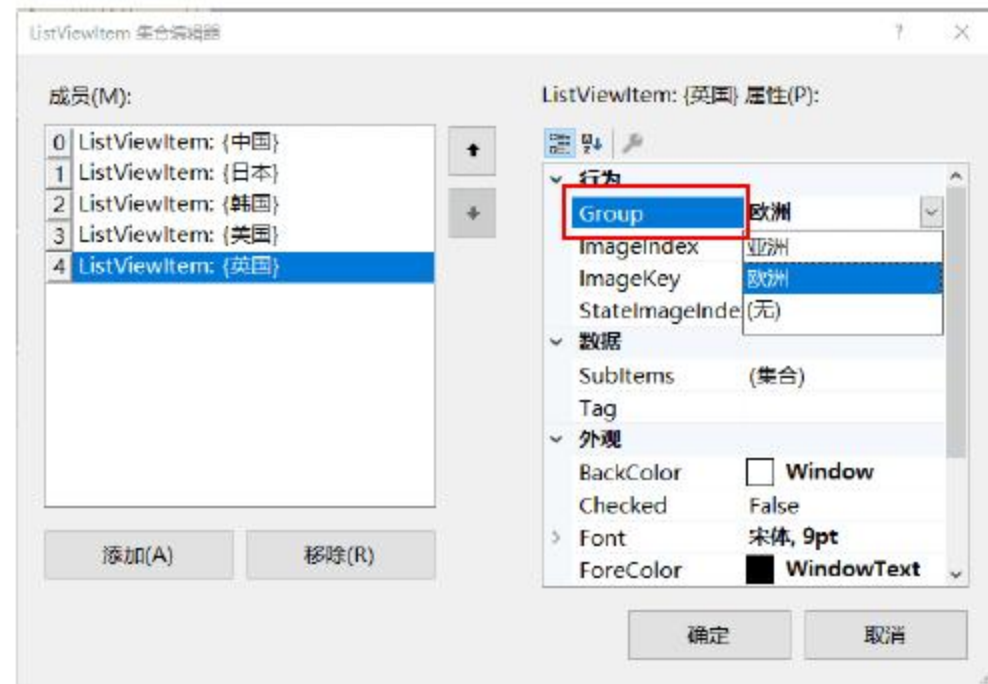 ListViewItem 集合编辑器
成员(M):
0 ListViewItem: {中国}
1 ListViewItem: {日本}
2 ListViewItem: {韩国}
3 ListViewItem: {美国}
4 ListViewItem: {英国}
添加(A)
移除(R)
ListViewItem: {英国} 属性(P):
行为
Group 欧洲
ImageIndex
亚洲
ImageKey
欧洲
StateImageInde
(无)
数据
SubItems (集合)
Tag
外观
BackColor Window
Checked False
Font 宋体, 9pt
ForeColor WindowText
确定
取消